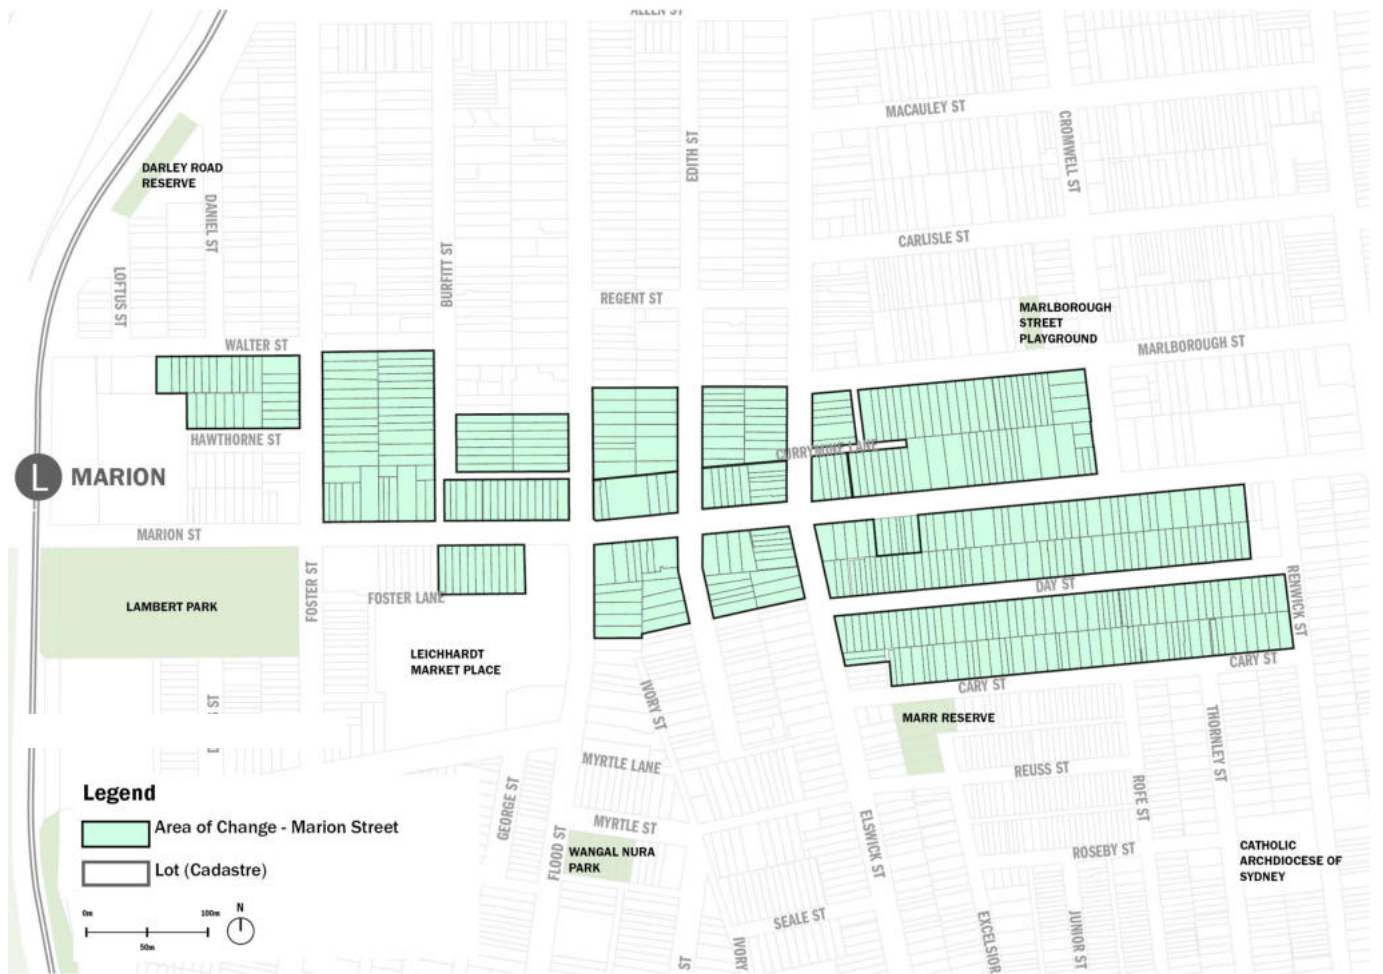 ALLEN ST
MACAULEY ST
CROMWELL ST
EDITH ST
DARLEY ROAD
RESERVE
DANIEL ST
CARLISLE ST
BURFITT ST
LOFTUS ST
REGENT ST
MARLBOROUGH
STREET
PLAYGROUND
WALTER ST
MARLBOROUGH ST
HAWTHORNE ST
L MARION
MARION ST
FOSTER ST
FOSTER LANE
DAY ST
RENWICK ST
LAMBERT PARK
LEICHHARDT
MARKET PLACE
CARY ST
CARY ST
IVORY ST
ST
MARR RESERVE
THORNLEY ST
MYRTLE LANE
REUSS ST
ROFE ST
GEORGE ST
Legend
Area of Change - Marion Street
Lot (Cadastre)
0m
100m
50m
N
MYRTLE ST
FLOOD ST
WANGAL NURA
PARK
ELSWICK ST
ROSEBY ST
CATHOLIC
ARCHDIOCESE OF
SYDNEY
SEALE ST
EXCELSIOR
JUNIOR ST
IVORY
ST